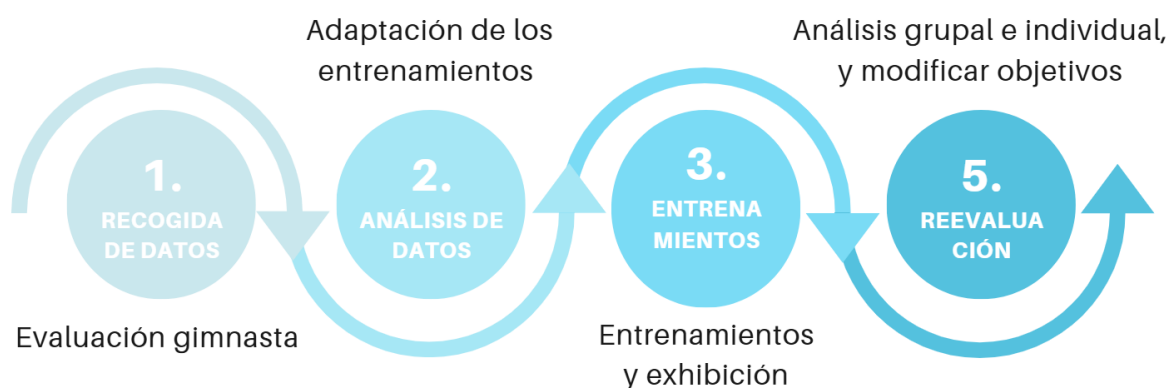 Adaptación de los
entrenamientos
Análisis grupal e individual,
y modificar objetivos
1.
RECOGIDA
DE DATOS
2.
ANÁLISIS DE
DATOS
3.
ENTRENA
MIENTOS
5.
REEVALUA
CIÓN
Evaluación gimnasta
Entrenamientos
y exhibición